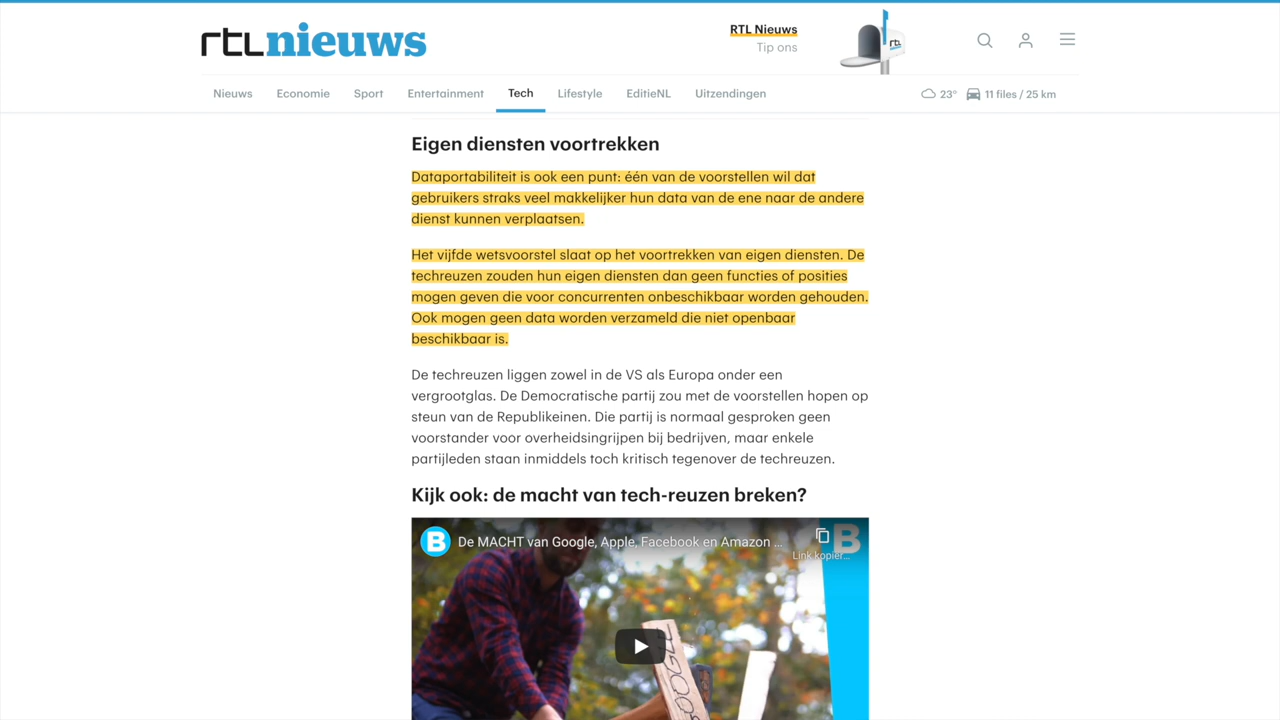 rtlnieuws
RTL Nieuws
Tip ons
rtl
Nieuws
Economie
Sport
Entertainment
Tech
Lifestyle
EditieNL
Uitzendingen
23°
11 files / 25 km
Eigen diensten voortrekken
Dataportabiliteit is ook een punt: één van de voorstellen wil dat
gebruikers straks veel makkelijker hun data van de ene naar de andere
dienst kunnen verplaatsen.
Het vijfde wetsvoorstel slaat op het voortrekken van eigen diensten. De
techreuzen zouden hun eigen diensten dan geen functies of posities
mogen geven die voor concurrenten onbeschikbaar worden gehouden.
Ook mogen geen data worden verzameld die niet openbaar
beschikbaar is.
De techreuzen liggen zowel in de VS als Europa onder een
vergrootglas. De Democratische partij zou met de voorstellen hopen op
steun van de Republikeinen. Die partij is normaal gesproken geen
voorstander voor overheidsingrijpen bij bedrijven, maar enkele
partijleden staan inmiddels toch kritisch tegenover de techreuzen.
Kijk ook: de macht van tech-reuzen breken?
B
De MACHT van Google, Apple, Facebook en Amazon ...
Link kopiër...
B